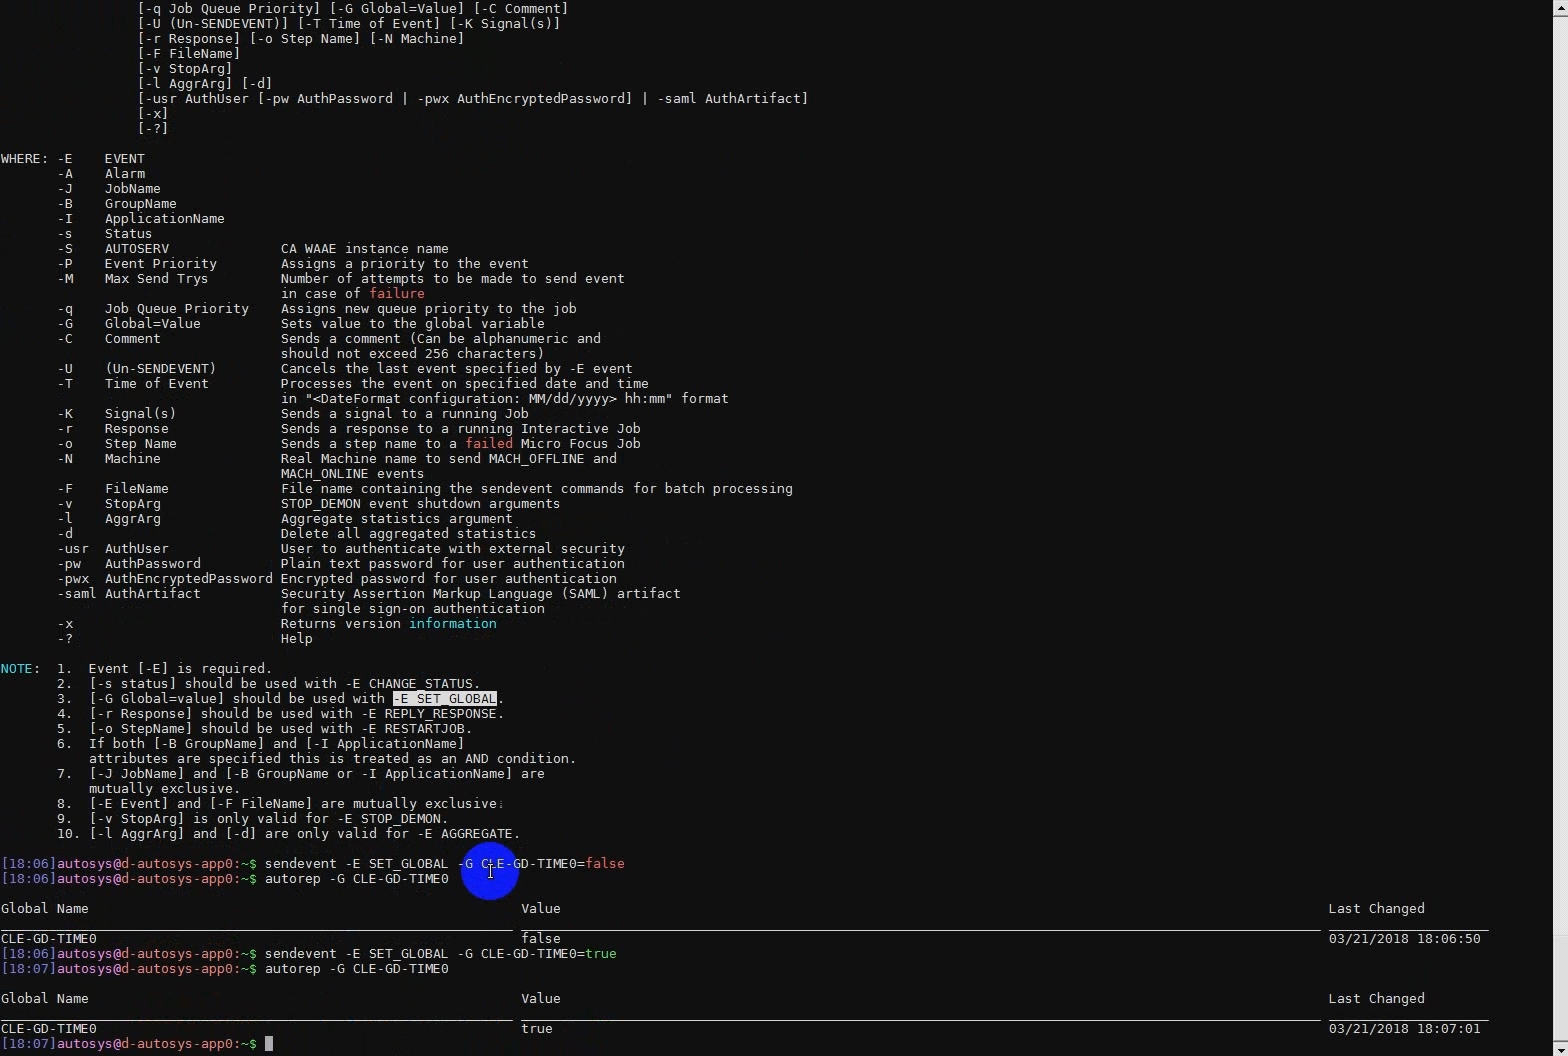 [-q Job Queue Priority] [-G Global=Value] [-C Comment]
[-U (Un-SENDEVENT)] [-T Time of Event] [-K Signal(s)]
[-r Response] [-o Step Name] [-N Machine]
[-F FileName]
[-v StopArg]
[-l AggrArg] [-d]
[-usr AuthUser [-pw AuthPassword | -pwx AuthEncryptedPassword] | -saml AuthArtifact]
[-x]
[-?]
WHERE: -E EVENT
-A Alarm
-J JobName
-B GroupName
-I ApplicationName
-s Status
-S AUTOSERV CA WAAE instance name
-P Event Priority Assigns a priority to the event
-M Max Send Trys Number of attempts to be made to send event
in case of failure
-q Job Queue Priority Assigns new queue priority to the job
-G Global=Value Sets value to the global variable
-C Comment Sends a comment (Can be alphanumeric and
should not exceed 256 characters)
-U (Un-SENDEVENT) Cancels the last event specified by -E event
-T Time of Event Processes the event on specified date and time
in "<DateFormat configuration: MM/dd/yyyy> hh:mm" format
-K Signal(s) Sends a signal to a running Job
-r Response Sends a response to a running Interactive Job
-o Step Name Sends a step name to a failed Micro Focus Job
-N Machine Real Machine name to send MACH_OFFLINE and
MACH_ONLINE events
-F FileName File name containing the sendevent commands for batch processing
-v StopArg STOP_DEMON event shutdown arguments
-l AggrArg Aggregate statistics argument
-d Delete all aggregated statistics
-usr AuthUser User to authenticate with external security
-pw AuthPassword Plain text password for user authentication
-pwx AuthEncryptedPassword Encrypted password for user authentication
-saml AuthArtifact Security Assertion Markup Language (SAML) artifact
for single sign-on authentication
-x Returns version information
-? Help
NOTE: 1. Event [-E] is required.
2. [-s status] should be used with -E CHANGE_STATUS.
3. [-G Global=value] should be used with -E SET_GLOBAL.
4. [-r Response] should be used with -E REPLY_RESPONSE.
5. [-o StepName] should be used with -E RESTARTJOB.
6. If both [-B GroupName] and [-I ApplicationName]
attributes are specified this is treated as an AND condition.
7. [-J JobName] and [-B GroupName or -I ApplicationName] are
mutually exclusive.
8. [-E Event] and [-F FileName] are mutually exclusive.
9. [-v StopArg] is only valid for -E STOP_DEMON.
10. [-l AggrArg] and [-d] are only valid for -E AGGREGATE.
[18:06]autosys@d-autosys-app0:~$ sendevent -E SET_GLOBAL -G CLE-GD-TIME0=false
[18:06]autosys@d-autosys-app0:~$ autorep -G CLE-GD-TIME0
Global Name Value Last Changed
CLE-GD-TIME0 false 03/21/2018 18:06:50
[18:06]autosys@d-autosys-app0:~$ sendevent -E SET_GLOBAL -G CLE-GD-TIME0=true
[18:07]autosys@d-autosys-app0:~$ autorep -G CLE-GD-TIME0
Global Name Value Last Changed
CLE-GD-TIME0 true 03/21/2018 18:07:01
[18:07]autosys@d-autosys-app0:~$